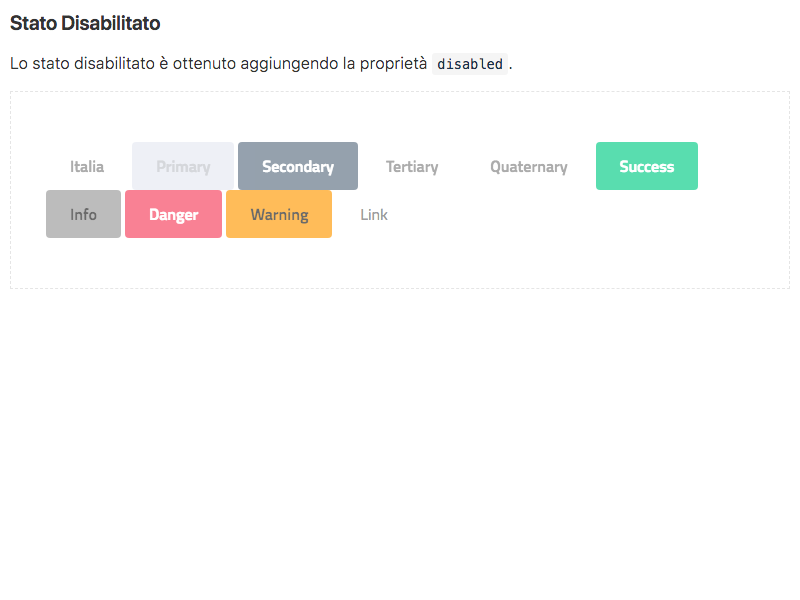 Stato Disabilitato
Lo stato disabilitato è ottenuto aggiungendo la proprietà disabled.
Italia Primary Secondary Tertiary Quaternary Success
Info Danger Warning Link